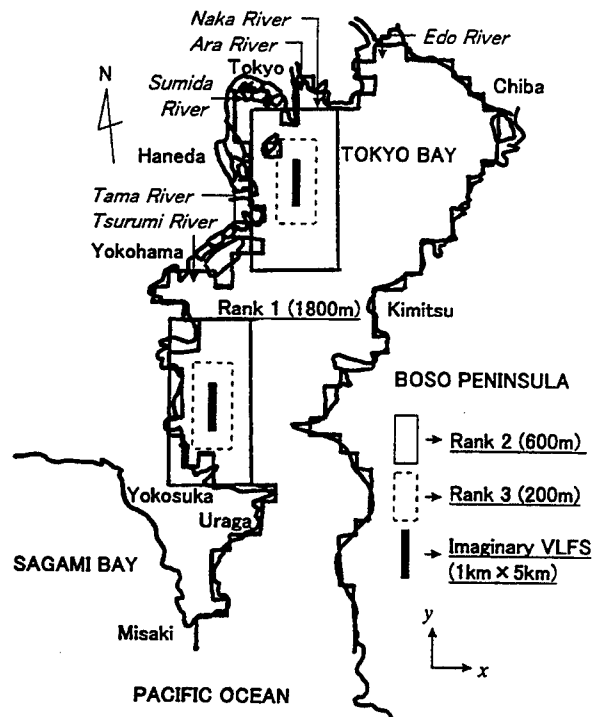 Naka River
Ara River
Edo River
Tokyo
N
Sumida
River
Chiba
Haneda
TOKYO BAY
Tama River
Tsurumi River
Yokohama
Rank 1 (1800m)
Kimitsu
BOSO PENINSULA
Rank 2 (600m)
Yokosuka
Rank 3 (200m)
Uraga
Imaginary VLFS
(1km × 5km)
SAGAMI BAY
Misaki
y
x
PACIFIC OCEAN